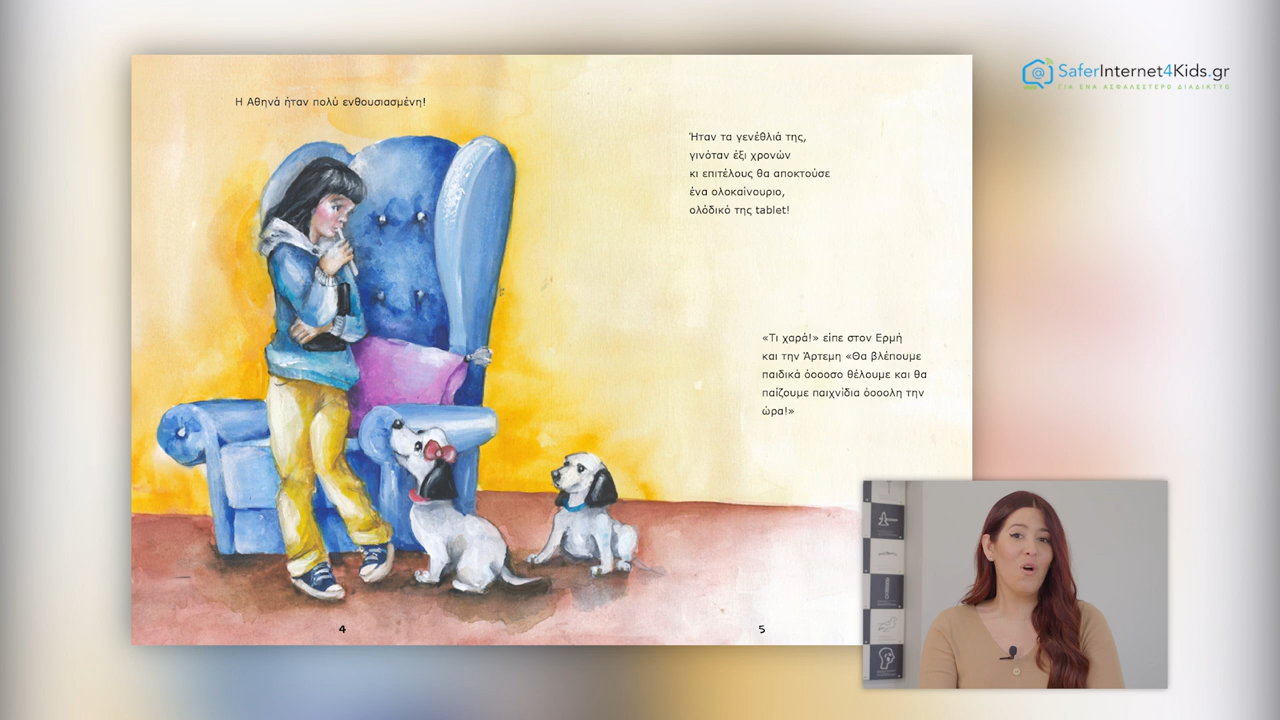 SaferInternet4Kids.gr
ΓΙΑ ΕΝΑ ΑΣΦΑΛΕΣΤΕΡΟ ΔΙΑΔΙΚΤΥΟ
Η Αθηνά ήταν πολύ ενθουσιασμένη!
Ήταν τα γενέθλιά της,
γινόταν έξι χρονών
κι επιτέλους θα αποκτούσε
ένα ολοκαίνουριο,
ολόδικό της tablet!
«Τι χαρά!» είπε στον Ερμή
και την Άρτεμη «Θα βλέπουμε
παιδικά όοοοσο θέλουμε και θα
παίζουμε παιχνίδια όοοολη την
ώρα!»
4
5